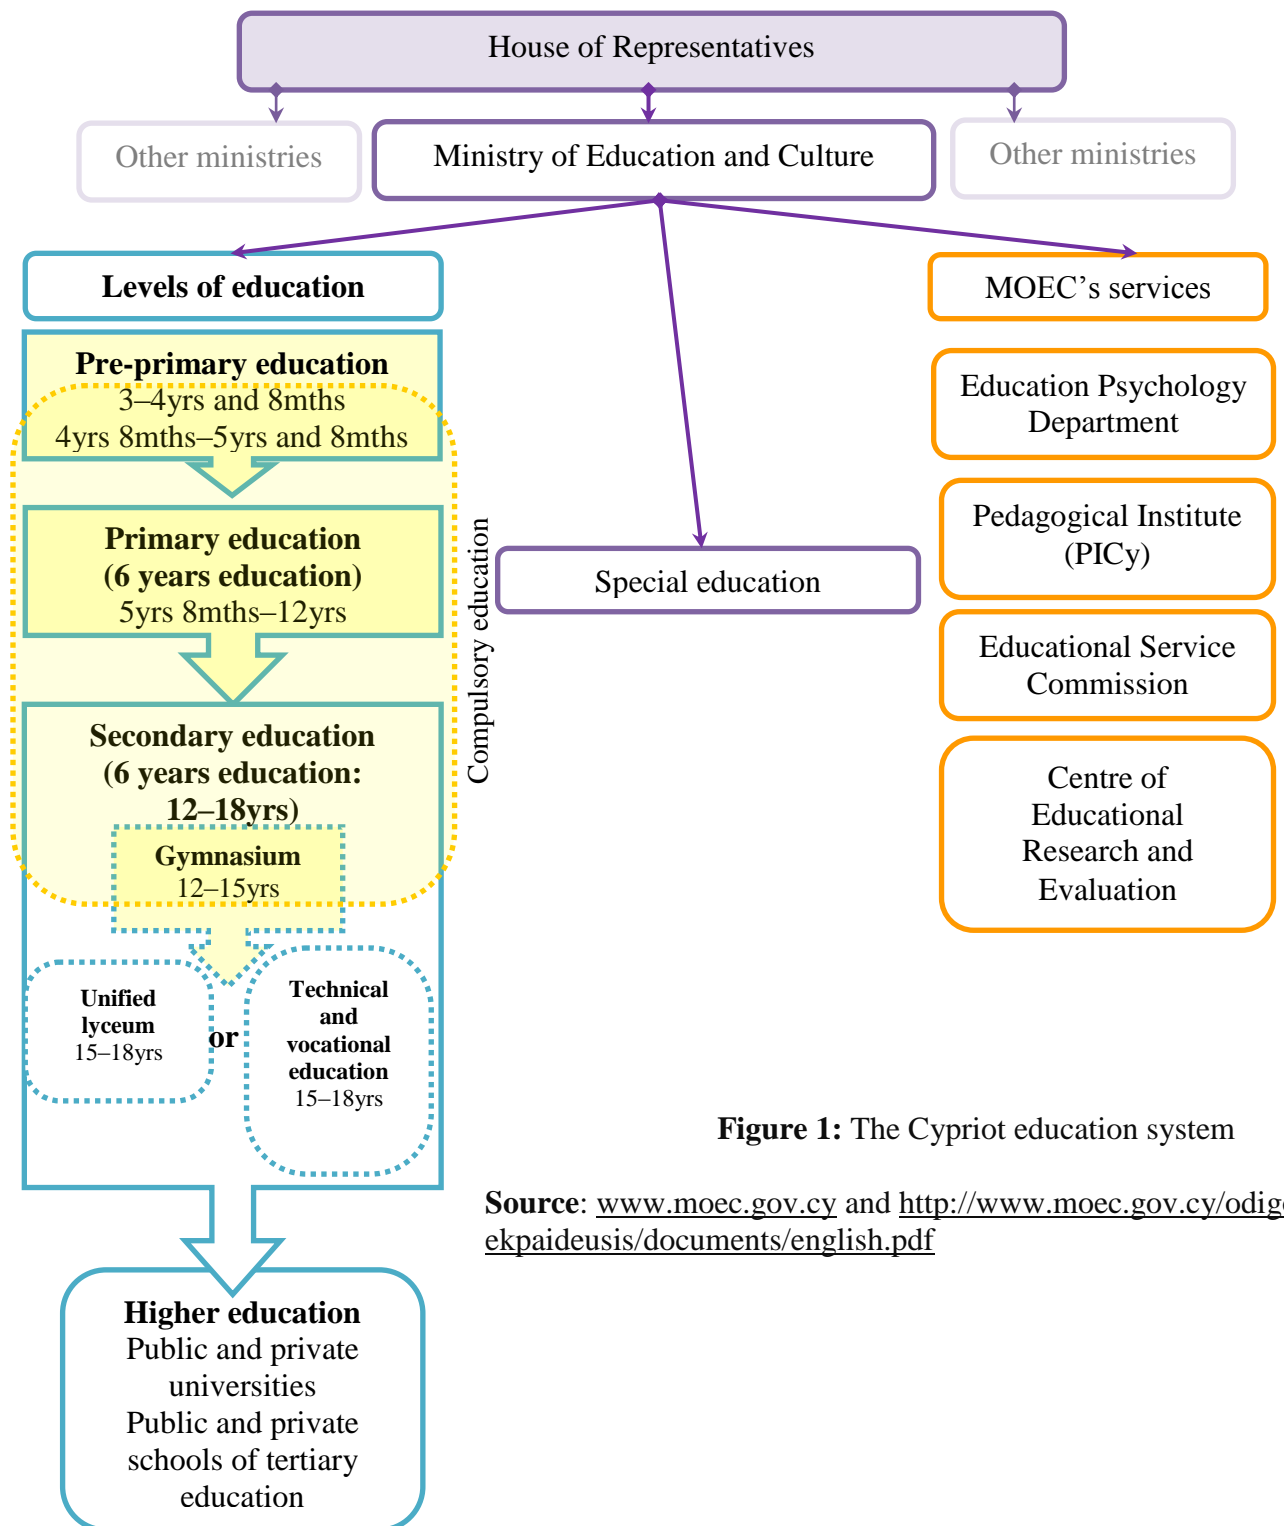 House of Representatives
Other ministries
Ministry of Education and Culture
Other ministries
Levels of education
Pre-primary education
3–4yrs and 8mths
4yrs 8mths–5yrs and 8mths
Primary education
(6 years education)
5yrs 8mths–12yrs
Secondary education
(6 years education:
12–18yrs)
Gymnasium
12–15yrs
Unified
lyceum
15–18yrs
or
Technical
and
vocational
education
15–18yrs
Compulsory education
Higher education
Public and private
universities
Public and private
schools of tertiary
education
Special education
MOEC’s services
Education Psychology
Department
Pedagogical Institute
(PICy)
Educational Service
Commission
Centre of
Educational
Research and
Evaluation
Figure 1: The Cypriot education system
Source: www.moec.gov.cy and http://www.moec.gov.cy/odig
ekpaideusis/documents/english.pdf